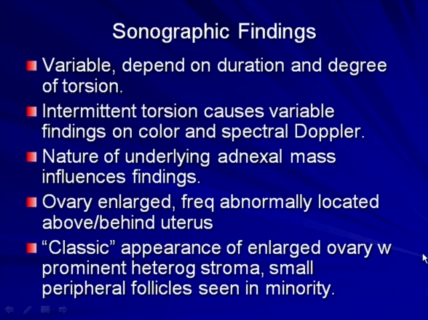 Sonographic Findings
Variable, depend on duration and degree
of torsion.
Intermittent torsion causes variable
findings on color and spectral Doppler.
Nature of underlying adnexal mass
influences findings.
Ovary enlarged, freq abnormally located
above/behind uterus
“Classic” appearance of enlarged ovary w
prominent heterog stroma, small
peripheral follicles seen in minority.